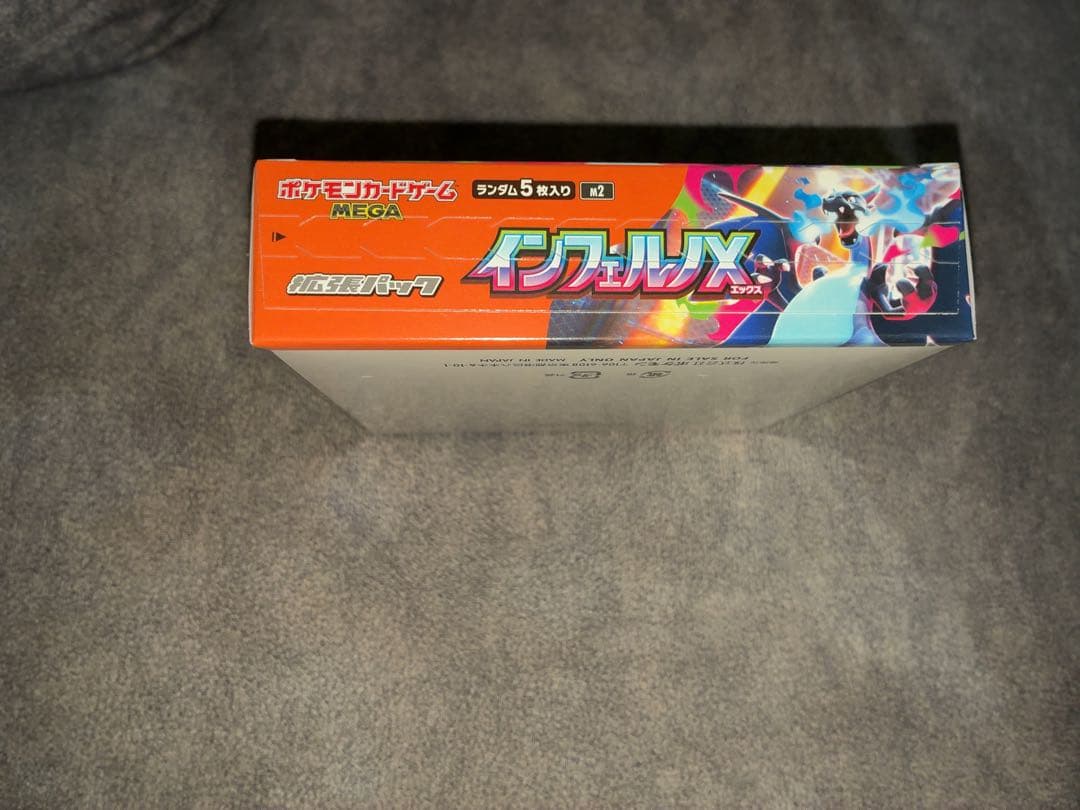 ポケモンカードゲーム
MEGA
ランダム5枚入り
M2
拡張パック
インフェルノX
エックス
FOR SALE IN JAPAN ONLY MADE IN JAPAN